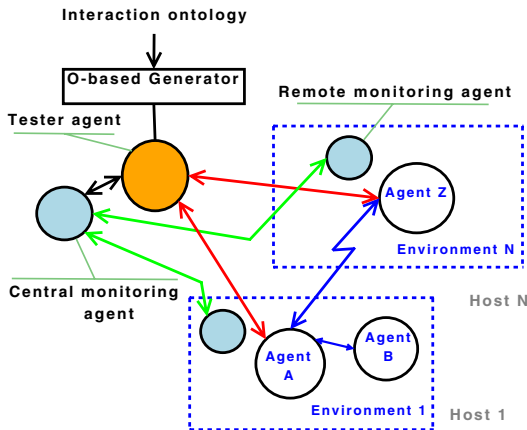 Interaction ontology
O-based Generator
Remote monitoring agent
Tester agent
Agent Z
Environment N
Central monitoring
agent
Host N
Agent
A
Agent
B
Environment 1
Host 1